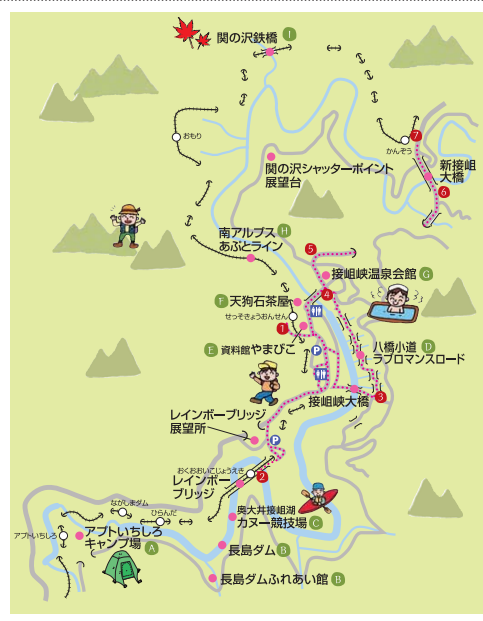 関の沢鉄橋 I
おもり
7
かんぞう
新接岨
大橋
6
関の沢シャッターポイント
展望台
南アルプス
あぷとライン H
5
接岨峡温泉会館 G
F 天狗石茶屋
4
せっそきょうおんせん
1
E 資料館やまびこ
P
八橋小道 D
ラブロマンスロード
接岨峡大橋
3
レインボーブリッジ
展望所
P
おくおおいこじょうえき
2
レインボー
ブリッジ
奥大井接岨湖
カヌー競技場 C
ながしまダム
ひらんだ
アプトいちしろ
アプトいちしろ
キャンプ場 A
長島ダム B
長島ダムふれあい館 B